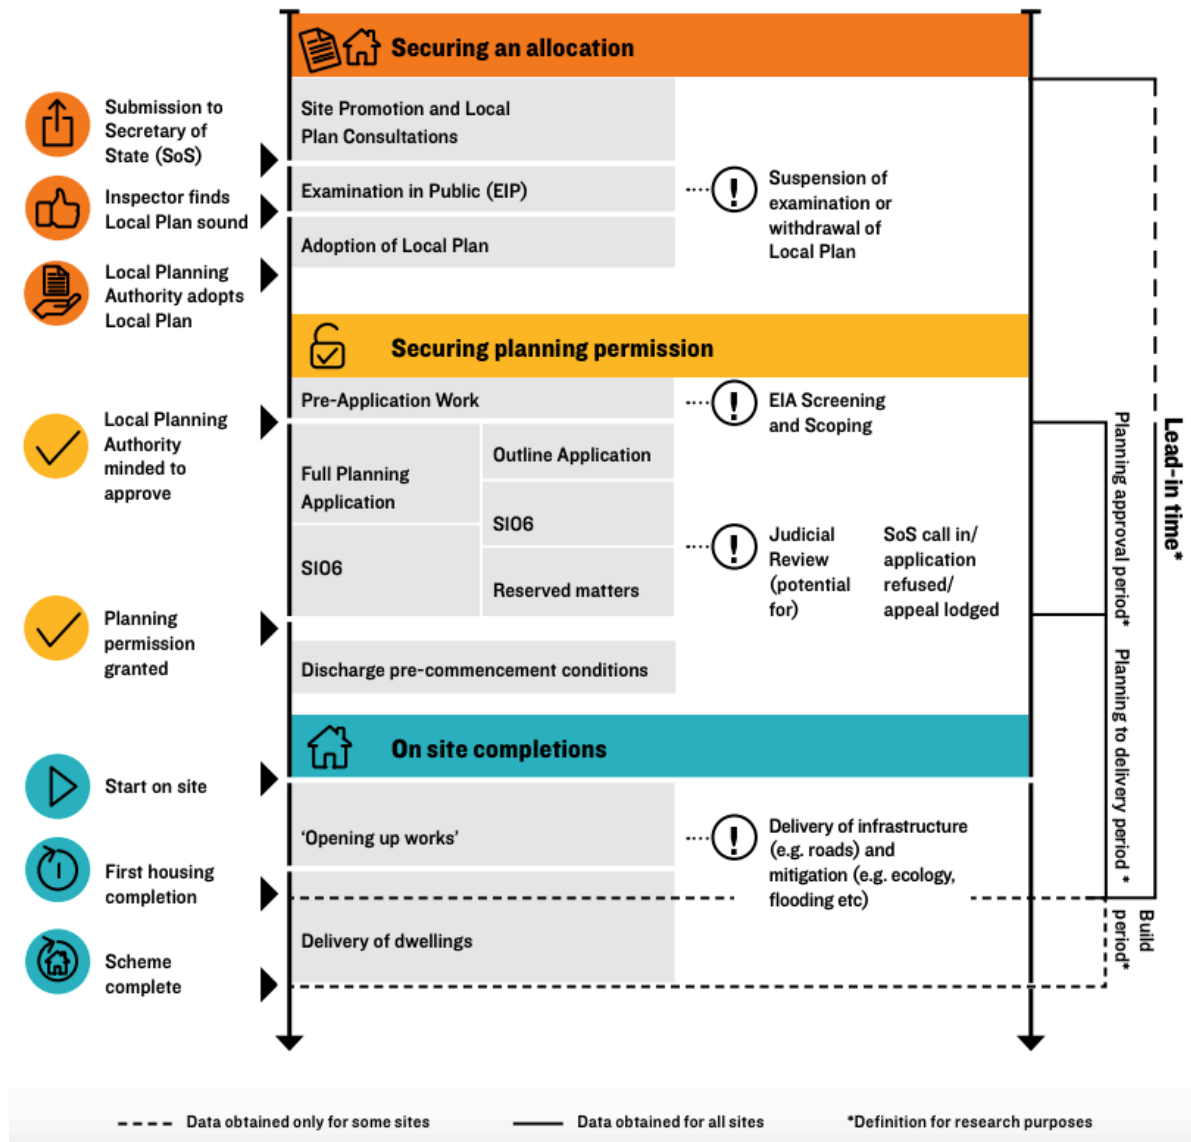 Securing an allocation
Submission to
Secretary of
State (SoS)
Site Promotion and Local
Plan Consultations
Inspector finds
Local Plan sound
Examination in Public (EIP)
Suspension of
examination or
withdrawal of
Local Plan
Adoption of Local Plan
Local Planning
Authority adopts
Local Plan
Securing planning permission
Pre-Application Work
EIA Screening
and Scoping
Local Planning
Authority
minded to
approve
Full Planning
Application
SI06
Outline Application
SI06
Reserved matters
Judicial
Review
(potential
for)
SoS call in/
application
refused/
appeal lodged
Planning
permission
granted
Discharge pre-commencement conditions
On site completions
Start on site
‘Opening up works’
Delivery of infrastructure
(e.g. roads) and
mitigation (e.g. ecology,
flooding etc)
First housing
completion
Delivery of dwellings
Scheme
complete
Planning approval period*
Planning to delivery period *
Lead-in time*
Build
period*
Data obtained only for some sites
Data obtained for all sites
*Definition for research purposes